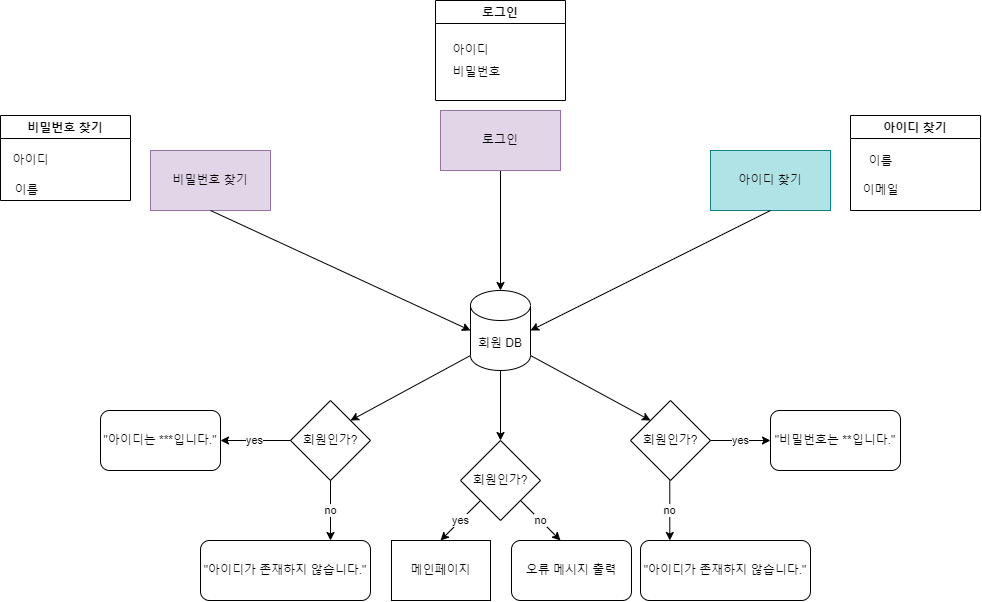 로그인
아이디
비밀번호
비밀번호 찾기
아이디
이름
비밀번호 찾기
로그인
아이디 찾기
아이디 찾기
이름
이메일
회원 DB
"아이디는 ***입니다."
yes
회원인가?
회원인가?
yes
"비밀번호는 **입니다."
회원인가?
no
yes
no
no
"아이디가 존재하지 않습니다."
메인페이지
오류 메시지 출력
"아이디가 존재하지 않습니다."